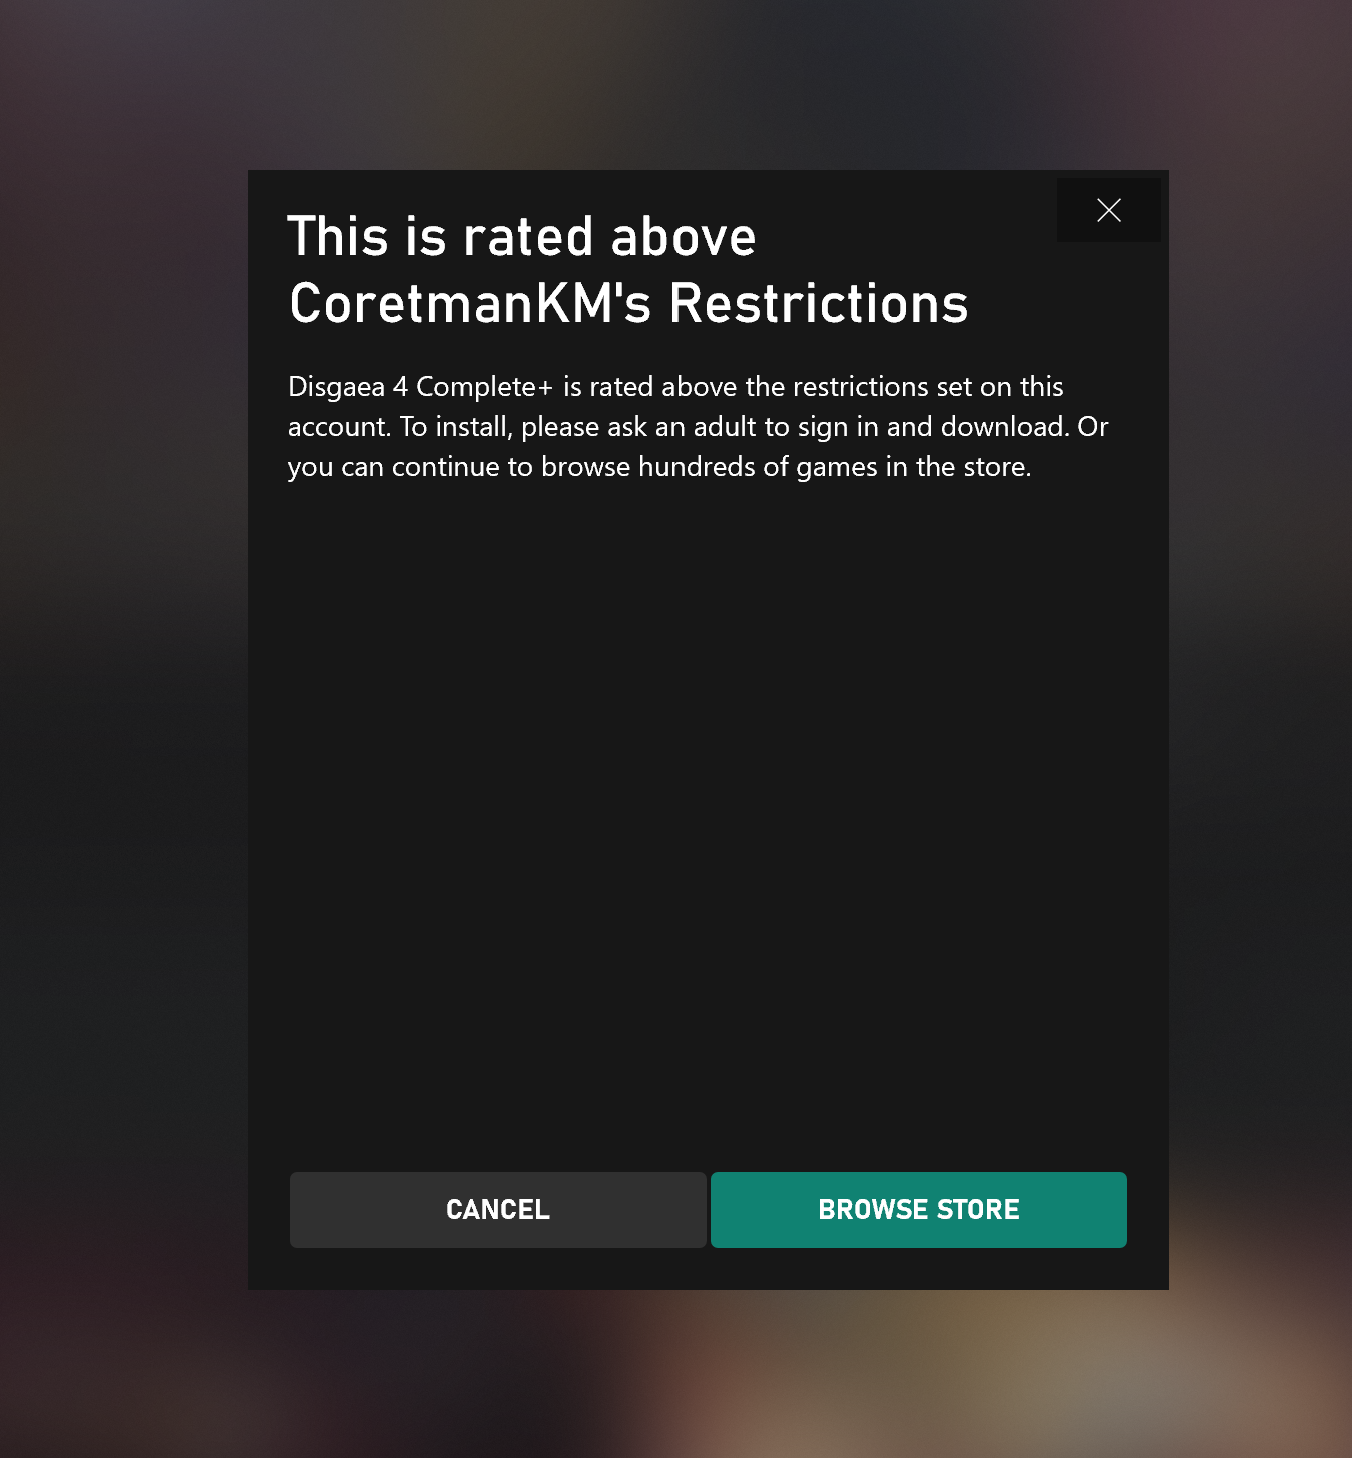 This is rated above
CoretmanKM's Restrictions
Disgaea 4 Complete+ is rated above the restrictions set on this
account. To install, please ask an adult to sign in and download. Or
you can continue to browse hundreds of games in the store.
CANCEL
BROWSE STORE